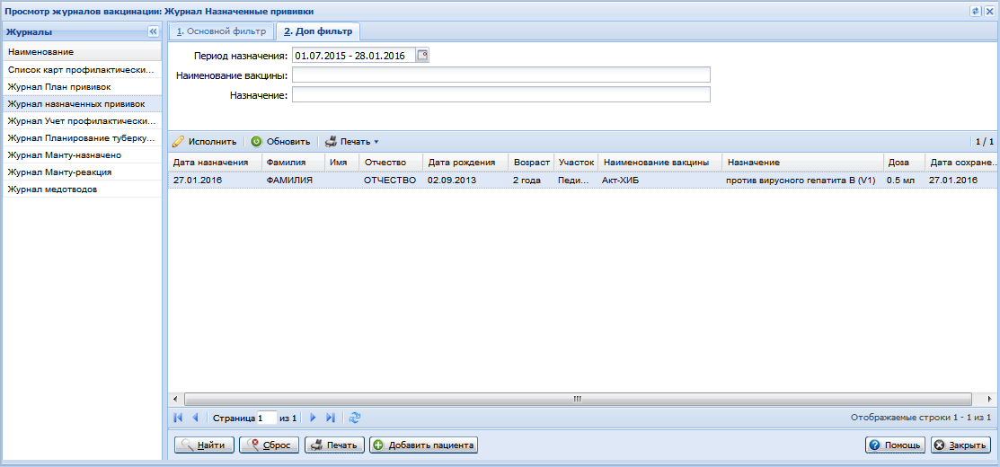 Просмотр журналов вакцинации: Журнал Назначенные прививки
Журналы
Наименование
Список карт профилактически...
Журнал План прививок
Журнал назначенных прививок
Журнал Учет профилактически...
Журнал Планирование туберку...
Журнал Манту-назначено
Журнал Манту-реакция
Журнал медотводов
1. Основной фильтр 2. Доп фильтр
Период назначения: 01.07.2015 - 28.01.2016
Наименование вакцины:
Назначение:
Исполнить Обновить Печать 1 / 1
Дата назначения Фамилия Имя Отчество Дата рождения Возраст Участок Наименование вакцины Назначение Доза Дата сохране...
27.01.2016 ФАМИЛИЯ ОТЧЕСТВО 02.09.2013 2 года Педи... Акт-ХИБ против вирусного гепатита B (V1) 0.5 мл 27.01.2016
Страница 1 из 1 Отображаемые строки 1 - 1 из 1
Найти Сброс Печать Добавить пациента Помощь Закрыть